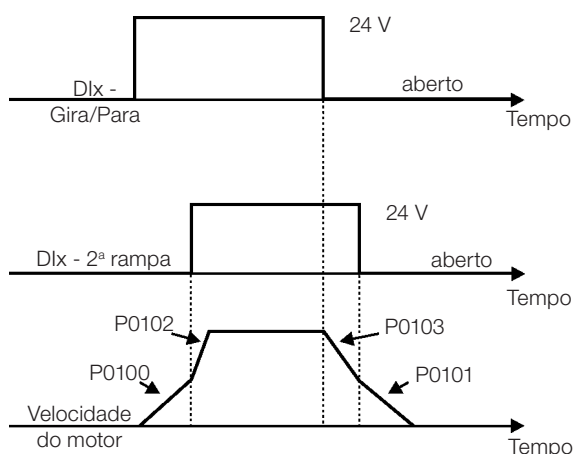 24 V
DIx -
Gira/Para
aberto
Tempo
24 V
DIx - 2ª rampa
aberto
Tempo
P0102
P0103
P0100
P0101
Velocidade
do motor
Tempo